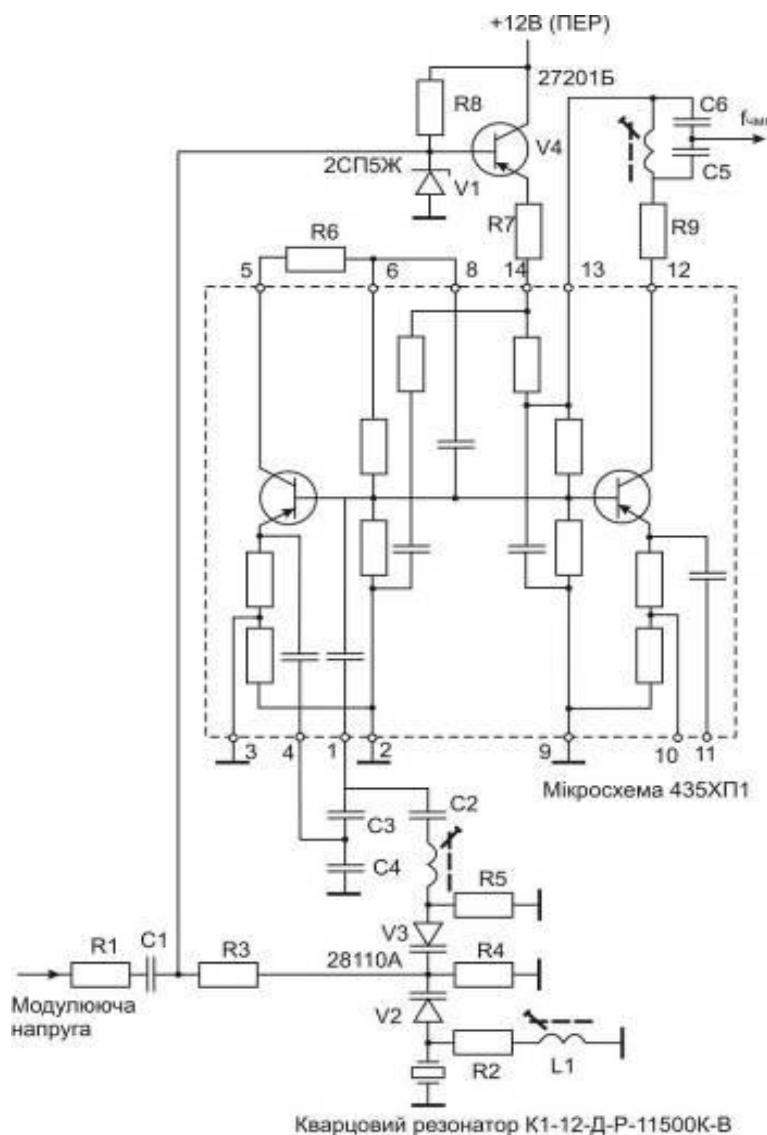 +12В (ПЕР)
27201Б
R8
C6
V4
2СП5Ж
V1
C5
R7
R6
R9
5
6
8
14
13
12
3
4
1
2
9
10
11
Мікросхема 435ХП1
C3
C2
C4
R5
V3
R1
C1
R3
28110А
R4
Модулююча
напруга
V2
R2
L1
Кварцовий резонатор К1-12-Д-Р-11500К-В